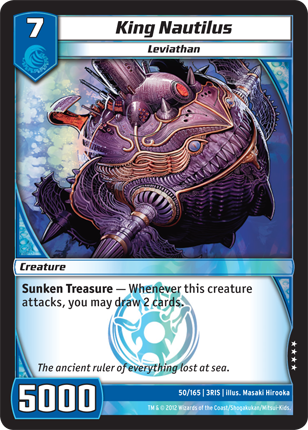 7
King Nautilus
Leviathan
Creature
Sunken Treasure — Whenever this creature
attacks, you may draw 2 cards.
The ancient ruler of everything lost at sea.
5000
50/165 | 3RIS | illus. Masaki Hirooka
TM & © 2012 Wizards of the Coast/Shogakukan/Mitsui-Kids.